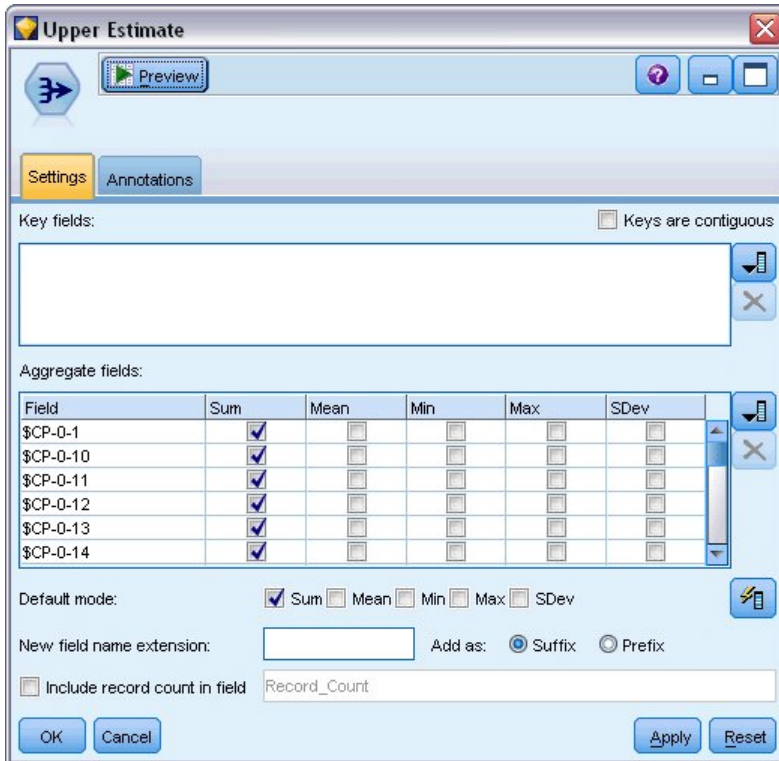 Upper Estimate
Preview
Settings Annotations
Key fields: Keys are contiguous
Aggregate fields:
Field Sum Mean Min Max SDev
$CP-0-1
$CP-0-10
$CP-0-11
$CP-0-12
$CP-0-13
$CP-0-14
Default mode: Sum Mean Min Max SDev
New field name extension: Add as: Suffix Prefix
Include record count in field Record_Count
OK Cancel Apply Reset